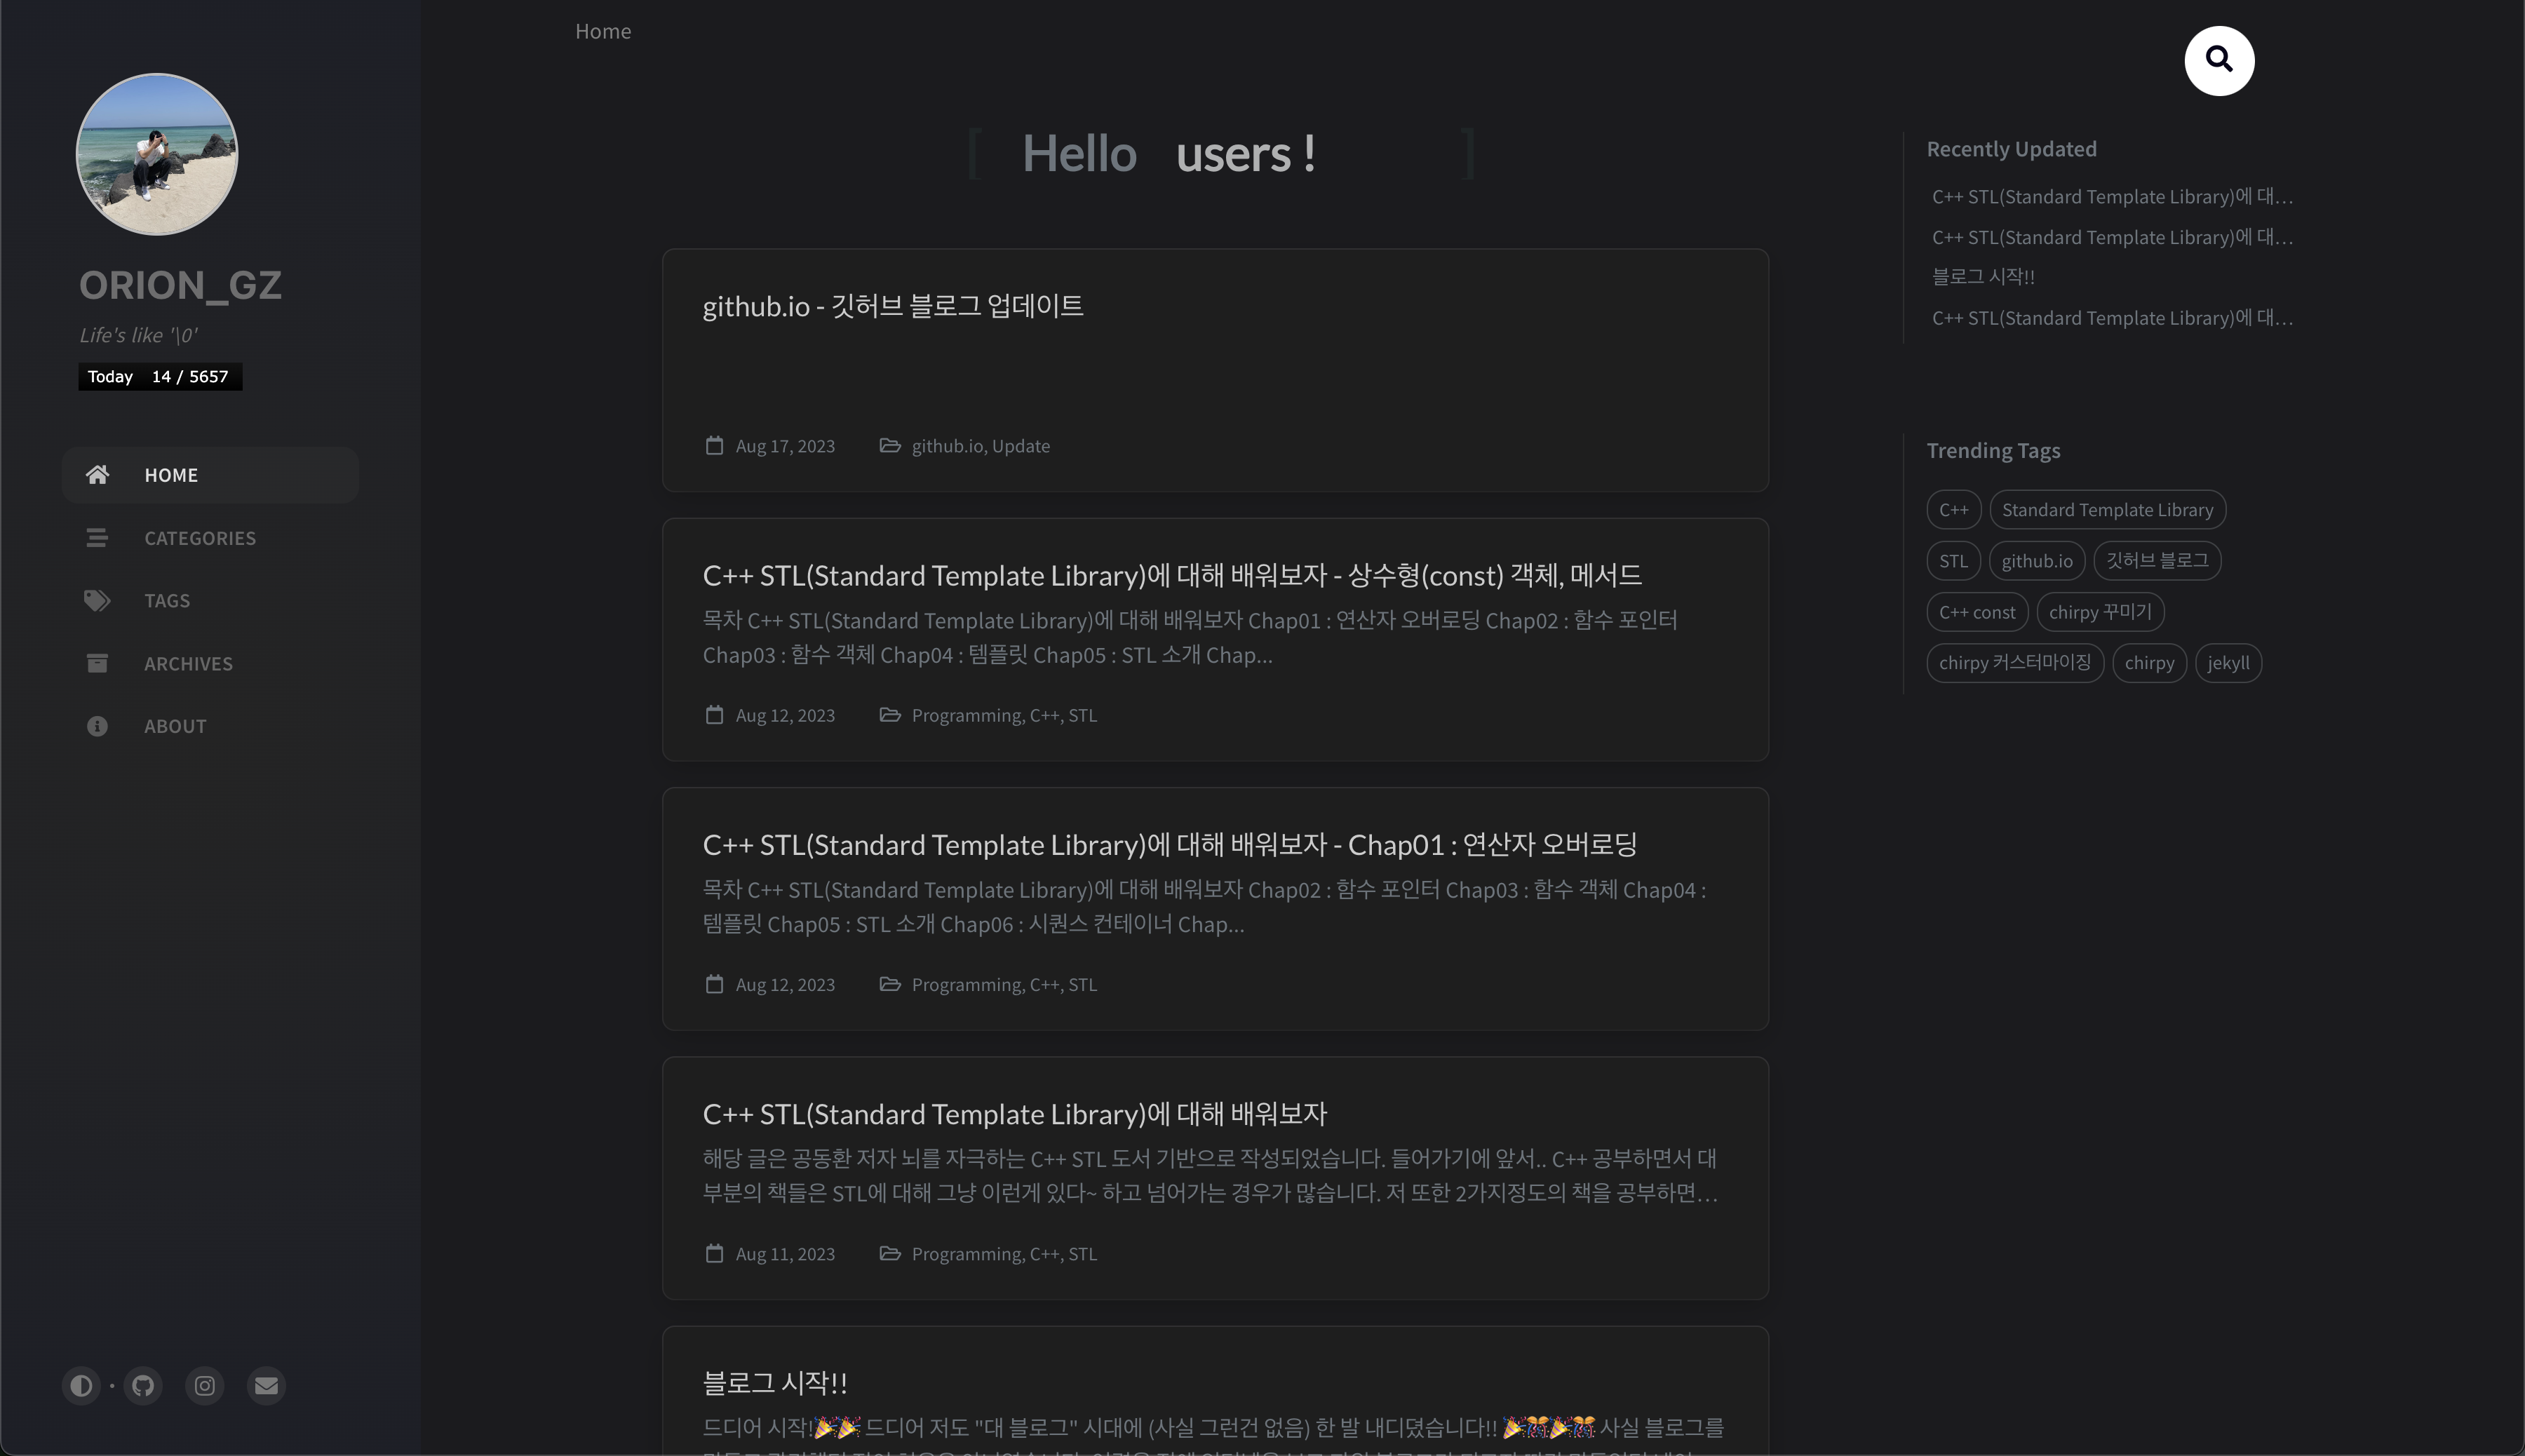 ORION_GZ
Life's like '\0'
Today 14 / 5657
HOME
CATEGORIES
TAGS
ARCHIVES
ABOUT
Home
[ Hello users ! ]
github.io - 깃허브 블로그 업데이트
Aug 17, 2023 github.io, Update
C++ STL(Standard Template Library)에 대해 배워보자 - 상수형(const) 객체, 메서드
목차 C++ STL(Standard Template Library)에 대해 배워보자 Chap01 : 연산자 오버로딩 Chap02 : 함수 포인터
Chap03 : 함수 객체 Chap04 : 템플릿 Chap05 : STL 소개 Chap...
Aug 12, 2023 Programming, C++, STL
C++ STL(Standard Template Library)에 대해 배워보자 - Chap01 : 연산자 오버로딩
목차 C++ STL(Standard Template Library)에 대해 배워보자 Chap02 : 함수 포인터 Chap03 : 함수 객체 Chap04 :
템플릿 Chap05 : STL 소개 Chap06 : 시퀀스 컨테이너 Chap...
Aug 12, 2023 Programming, C++, STL
C++ STL(Standard Template Library)에 대해 배워보자
해당 글은 공동환 저자 뇌를 자극하는 C++ STL 도서 기반으로 작성되었습니다. 들어가기에 앞서.. C++ 공부하면서 대
부분의 책들은 STL에 대해 그냥 이런게 있다~ 하고 넘어가는 경우가 많습니다. 저 또한 2가지정도의 책을 공부하면...
Aug 11, 2023 Programming, C++, STL
블로그 시작!!
드디어 시작!🎉🎉 드디어 저도 "대 블로그" 시대에 (사실 그런건 없음) 한 발 내디뎠습니다!! 🎉🎊🎉🎊 사실 블로그를
Recently Updated
C++ STL(Standard Template Library)에 대...
C++ STL(Standard Template Library)에 대...
블로그 시작!!
C++ STL(Standard Template Library)에 대...
Trending Tags
C++ Standard Template Library
STL github.io 깃허브 블로그
C++ const chirpy 꾸미기
chirpy 커스터마이징 chirpy jekyll